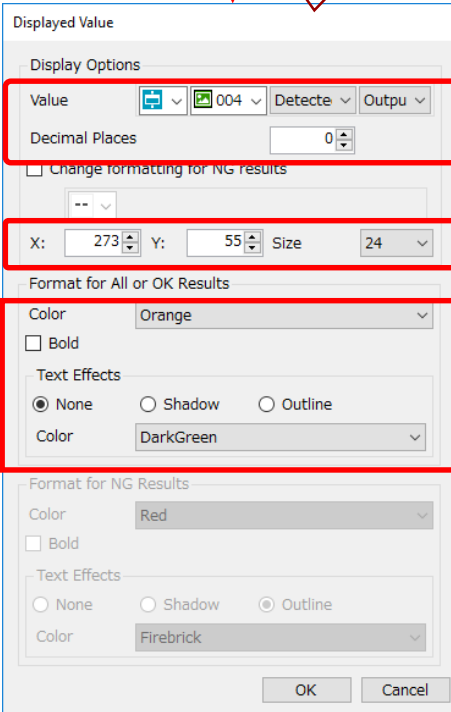 Displayed Value
Display Options
Value 004 Detecte Outpu
Decimal Places 0
Change formatting for NG results
--
X: 273 Y: 55 Size 24
Format for All or OK Results
Color Orange
Bold
Text Effects
None Shadow Outline
Color DarkGreen
Format for NG Results
Color Red
Bold
Text Effects
None Shadow Outline
Color Firebrick
OK Cancel